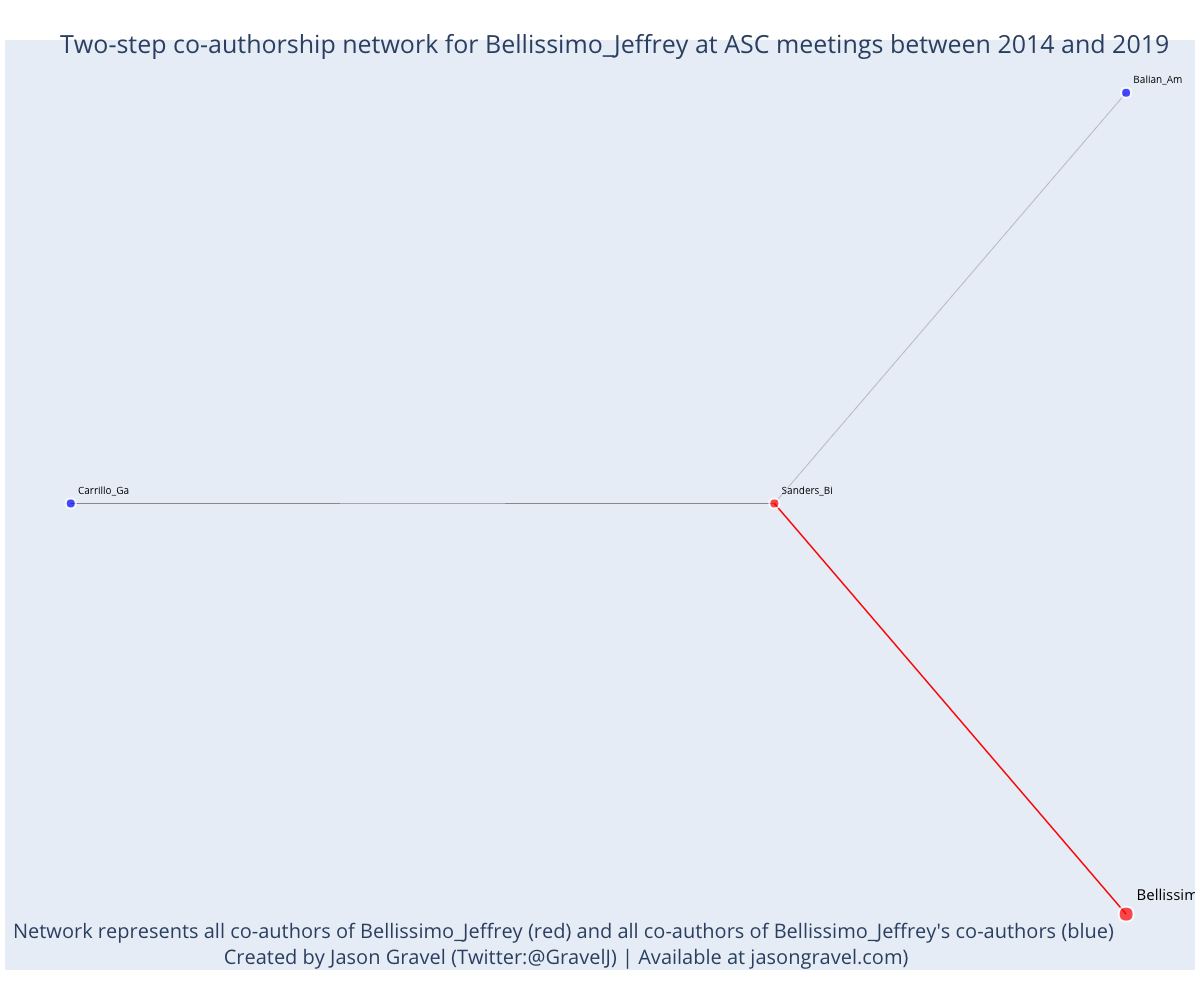 Two-step co-authorship network for Bellissimo_Jeffrey at ASC meetings between 2014 and 2019
Balian_Am
Carrillo_Ga
Sanders_Bi
Bellissim
Network represents all co-authors of Bellissimo_Jeffrey (red) and all co-authors of Bellissimo_Jeffrey's co-authors (blue)
Created by Jason Gravel (Twitter:@GravelJ) | Available at jasongravel.com)